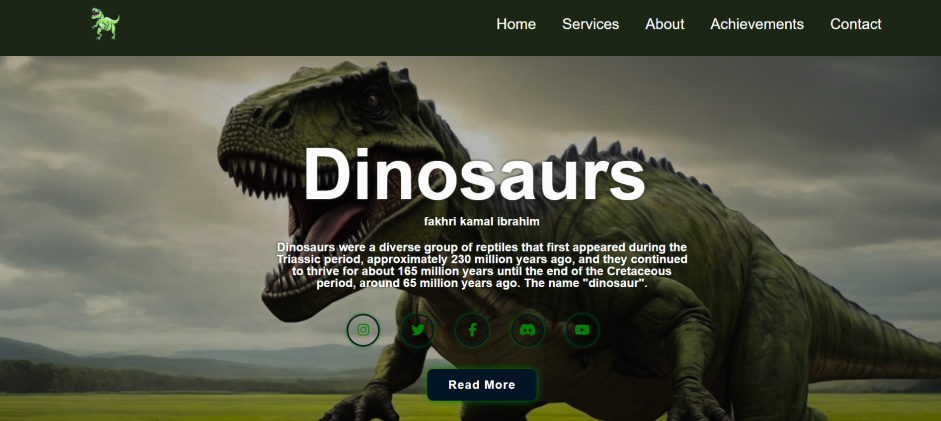 Home Services About Achievements Contact
Dinosaurs
fakhri kamal ibrahim
Dinosaurs were a diverse group of reptiles that first appeared during the
Triassic period, approximately 230 million years ago, and they continued
to thrive for about 165 million years until the end of the Cretaceous
period, around 65 million years ago. The name "dinosaur".
Read More